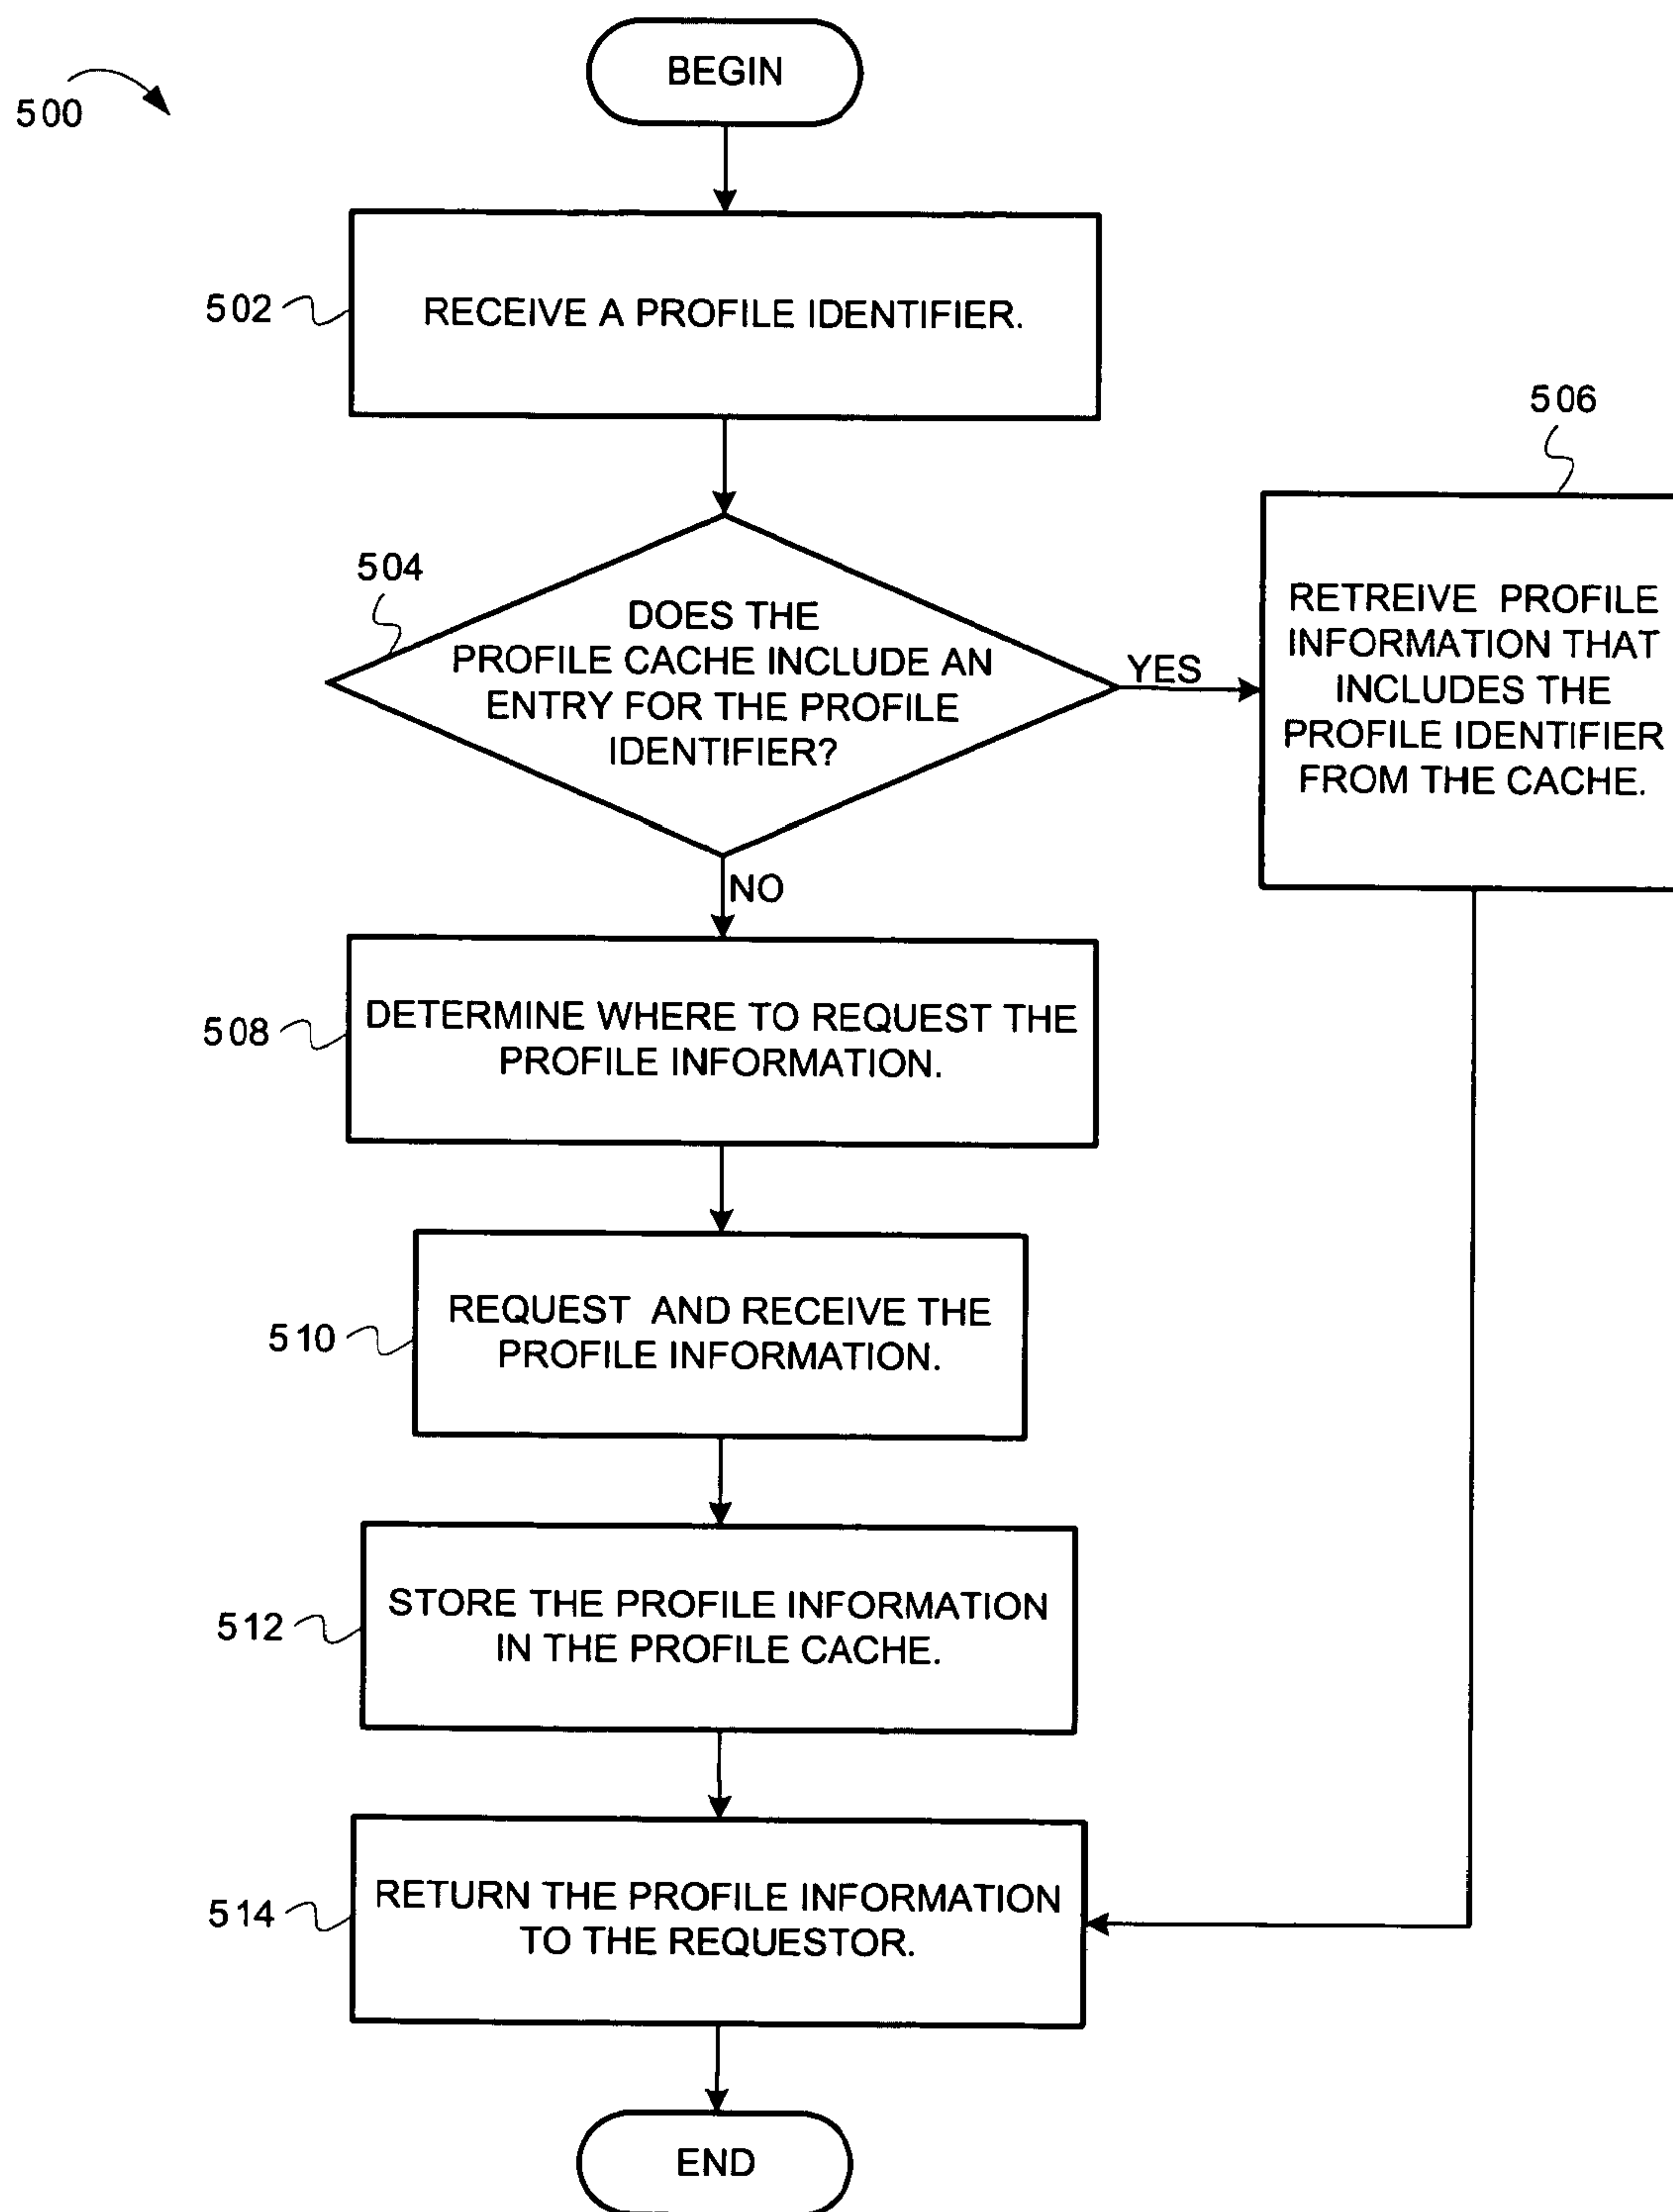 BEGIN
500
502
RECEIVE A PROFILE IDENTIFIER.
504
DOES THE
PROFILE CACHE INCLUDE AN
ENTRY FOR THE PROFILE
IDENTIFIER?
YES
506
RETREIVE PROFILE
INFORMATION THAT
INCLUDES THE
PROFILE IDENTIFIER
FROM THE CACHE.
NO
508
DETERMINE WHERE TO REQUEST THE
PROFILE INFORMATION.
510
REQUEST AND RECEIVE THE
PROFILE INFORMATION.
512
STORE THE PROFILE INFORMATION
IN THE PROFILE CACHE.
514
RETURN THE PROFILE INFORMATION
TO THE REQUESTOR.
END